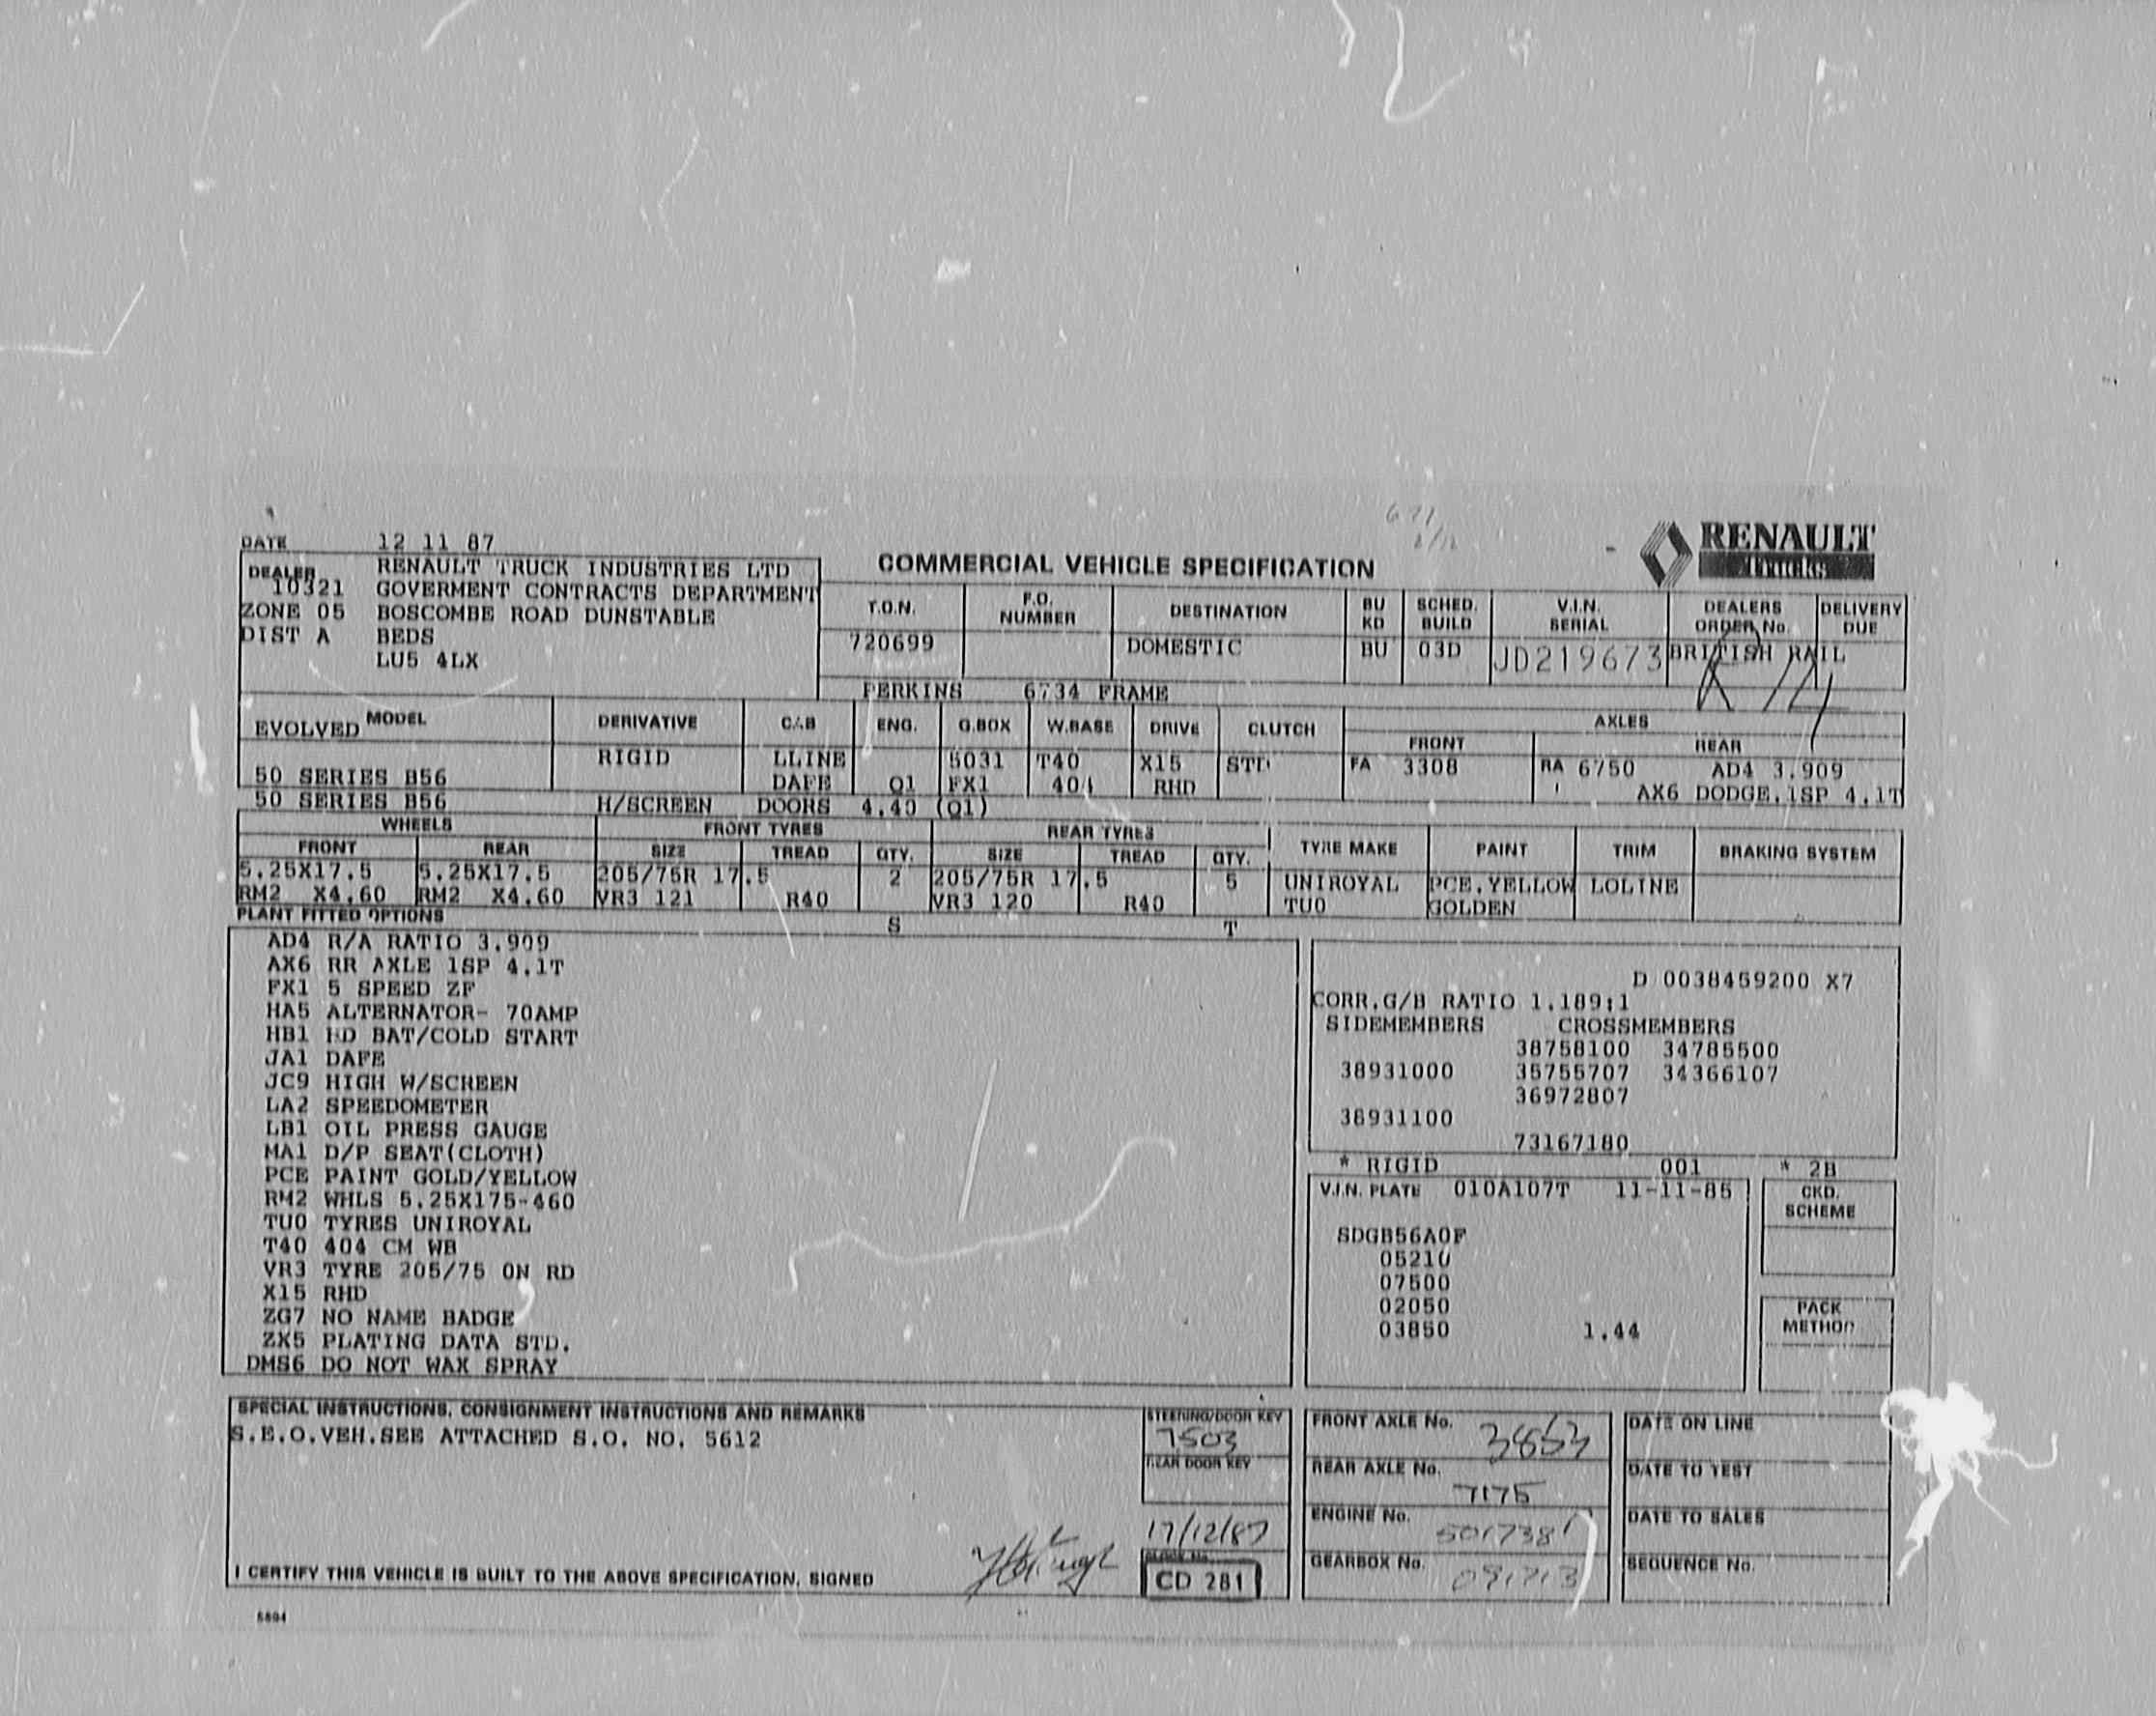 DATE 12 11 87
RENAULT Trucks
COMMERCIAL VEHICLE SPECIFICATION
DEALER RENAULT TRUCK INDUSTRIES LTD
10321 GOVERMENT CONTRACTS DEPARTMENT
ZONE 05 BOSCOMBE ROAD DUNSTABLE
DIST A BEDS
LU5 4LX
T.O.N. F.O. NUMBER DESTINATION BU KD SCHED. BUILD V.I.N. SERIAL DEALERS ORDER No. DELIVERY DUE
720699 DOMESTIC BU 03D JD219673 BRITISH RAIL
PERKINS 6734 FRAME
MODEL DERIVATIVE CAB ENG. G.BOX W.BASE DRIVE CLUTCH AXLES
EVOLVED FRONT REAR
RIGID LLINE 5031 T40 X15 STD FA 3308 RA 6750 AD4 3.909
50 SERIES B56 DAFE Q1 FX1 404 RHD AX6 DODGE.1SP 4.1T
50 SERIES B56 H/SCREEN DOORS 4.40 (Q1)
WHEELS FRONT TYRES REAR TYRES
FRONT REAR SIZE TREAD QTY. SIZE TREAD QTY. TYRE MAKE PAINT TRIM BRAKING SYSTEM
5.25X17.5 5.25X17.5 205/75R 17.5 2 205/75R 17.5 5 UNIROYAL PCE.YELLOW LOLINE
RM2 X4.60 RM2 X4.60 VR3 121 R40 VR3 120 R40 TU0 GOLDEN
PLANT FITTED OPTIONS S T
AD4 R/A RATIO 3.909
AX6 RR AXLE 1SP 4.1T
FX1 5 SPEED ZF
HA5 ALTERNATOR- 70AMP
HB1 HD BAT/COLD START
JA1 DAFE
JC9 HIGH W/SCREEN
LA2 SPEEDOMETER
LB1 OIL PRESS GAUGE
MA1 D/P SEAT(CLOTH)
PCE PAINT GOLD/YELLOW
RM2 WHLS 5.25X175-460
TU0 TYRES UNIROYAL
T40 404 CM WB
VR3 TYRE 205/75 ON RD
X15 RHD
ZG7 NO NAME BADGE
ZX5 PLATING DATA STD.
DMS6 DO NOT WAX SPRAY
D 0038459200 X7
CORR.G/B RATIO 1.189:1
SIDEMEMBERS CROSSMEMBERS
38758100 34785500
38931000 35755707 34366107
36972807
38931100
73167180
* RIGID 001 * 2B
V.I.N. PLATE 010A107T 11-11-85
CKD. SCHEME
SDGB56A0F
05210
07500
02050
03850 1.44
PACK METHOD
SPECIAL INSTRUCTIONS, CONSIGNMENT INSTRUCTIONS AND REMARKS
S.E.O.VEH.SEE ATTACHED S.O. NO. 5612
STEERING/DOOR KEY
7503
REAR DOOR KEY
17/12/87
CD 281
I CERTIFY THIS VEHICLE IS BUILT TO THE ABOVE SPECIFICATION, SIGNED
FRONT AXLE No. 3853
REAR AXLE No. 7175
ENGINE No.
GEARBOX No.
DATE ON LINE
DATE TO TEST
DATE TO SALES
SEQUENCE No.